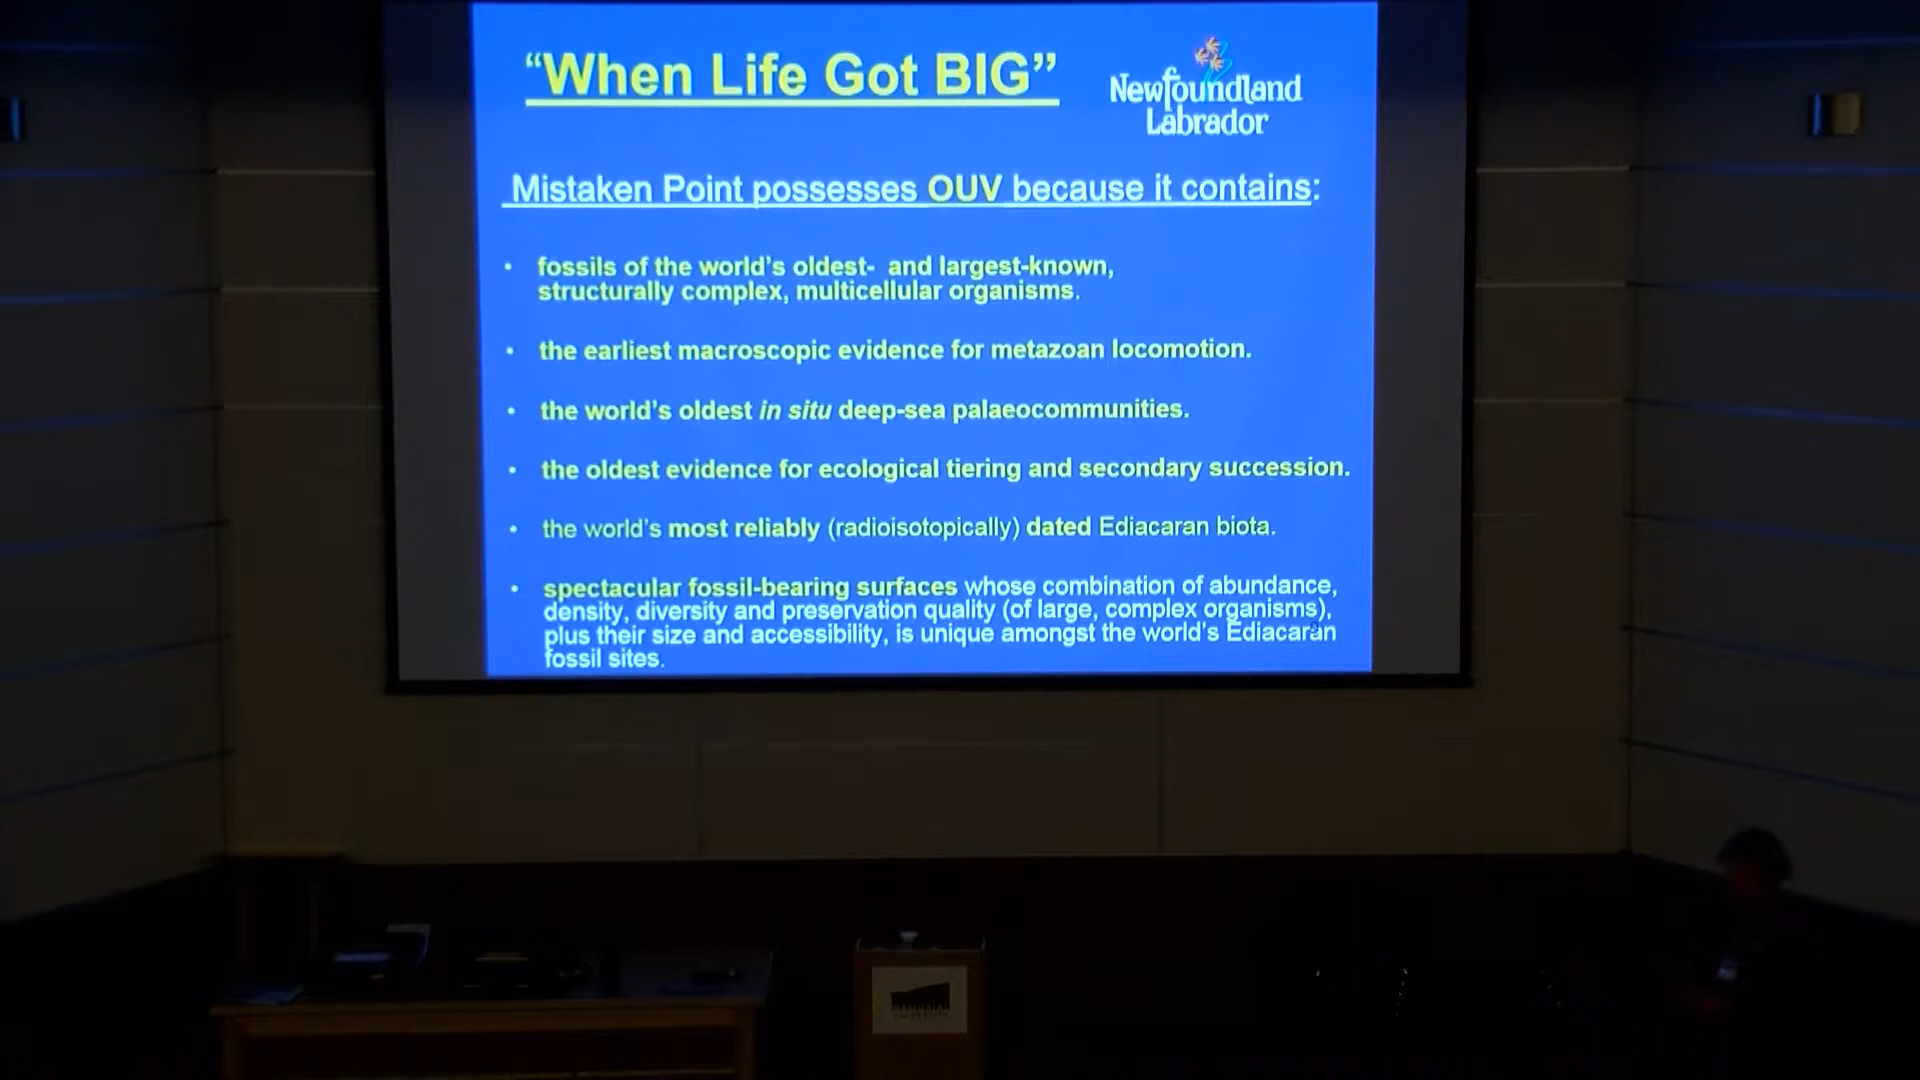 “When Life Got BIG”
Newfoundland
Labrador
Mistaken Point possesses OUV because it contains:
• fossils of the world’s oldest- and largest-known,
structurally complex, multicellular organisms.
• the earliest macroscopic evidence for metazoan locomotion.
• the world’s oldest in situ deep-sea palaeocommunities.
• the oldest evidence for ecological tiering and secondary succession.
• the world’s most reliably (radioisotopically) dated Ediacaran biota.
• spectacular fossil-bearing surfaces whose combination of abundance,
density, diversity and preservation quality (of large, complex organisms),
plus their size and accessibility, is unique amongst the world’s Ediacaran
fossil sites.